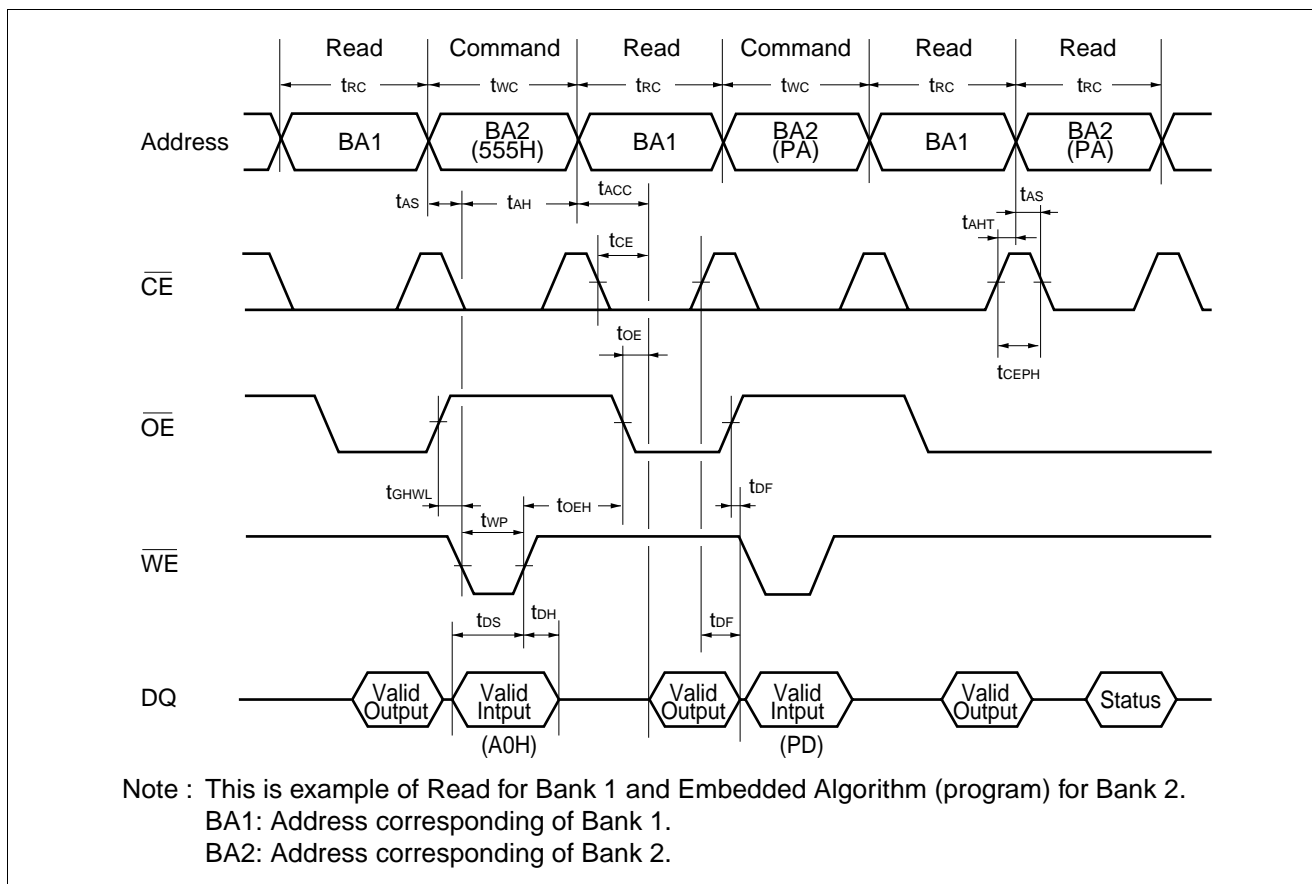 Read Command Read Command Read Read
tRC tWC tRC tWC tRC tRC
Address BA1 BA2 (555H) BA1 BA2 (PA) BA1 BA2 (PA)
tAS tAH tACC tAS
tAHT
tCE
CE
tOE
tCEPH
OE
tGHWL tWP tOEH tDF
WE
tDS tDH tDF
DQ Valid Output Valid Intput Valid Output Valid Intput Valid Output Status
(A0H) (PD)
Note : This is example of Read for Bank 1 and Embedded Algorithm (program) for Bank 2.
BA1: Address corresponding of Bank 1.
BA2: Address corresponding of Bank 2.